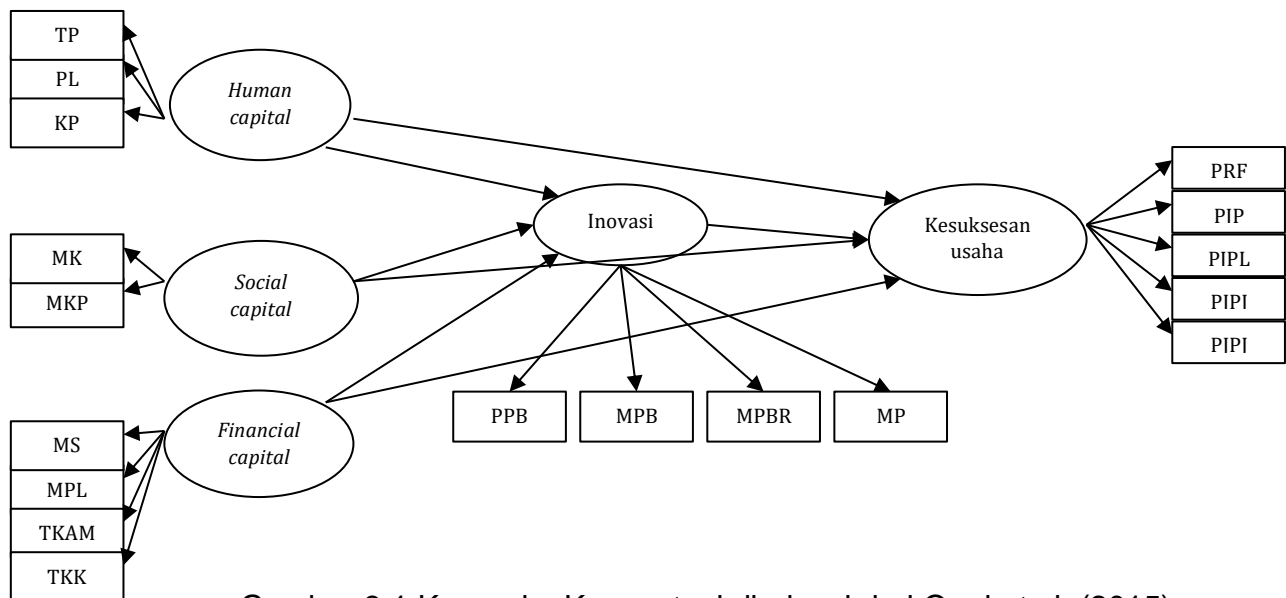 TP
PL
KP
Human
capital
MK
MKP
Social
capital
MS
MPL
TKAM
TKK
Financial
capital
Inovasi
PPB
MPB
MPBR
MP
Kesuksesan
usaha
PRF
PIP
PIPL
PIPI
PIPI